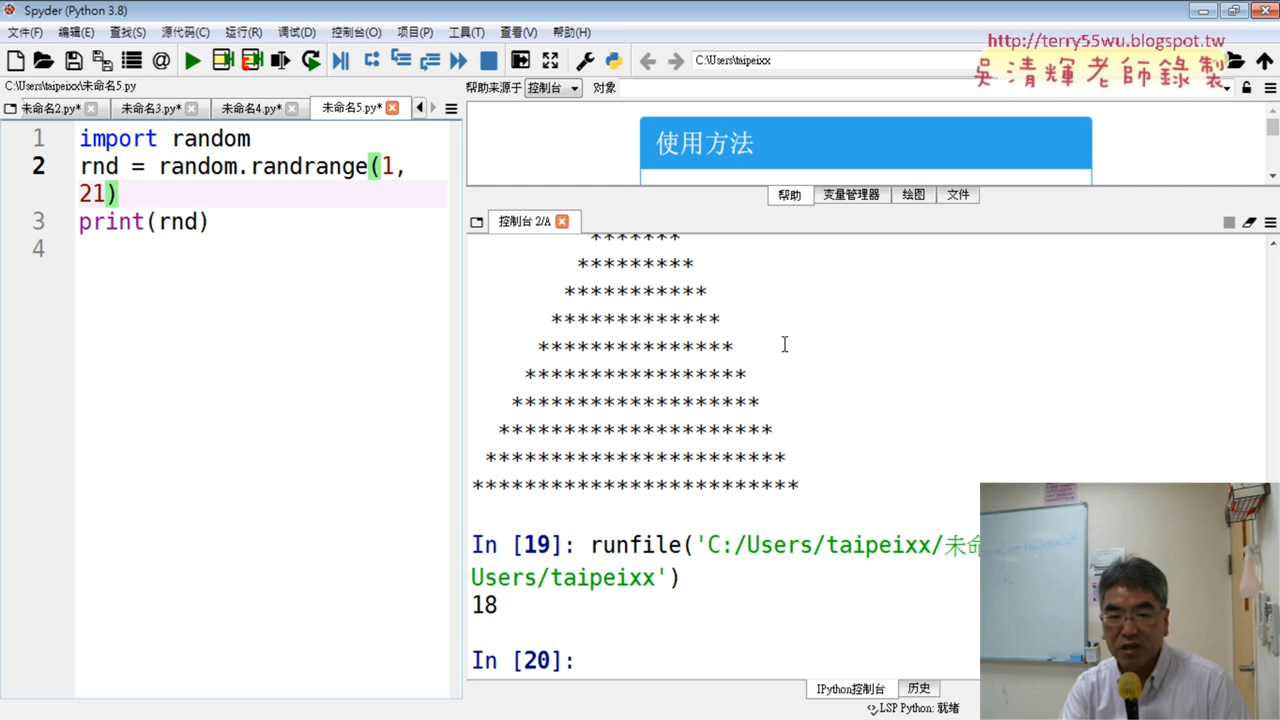 Spyder (Python 3.8)
文件(F) 编辑(E) 查找(S) 源代码(C) 运行(R) 调试(D) 控制台(O) 项目(P) 工具(T) 查看(V) 帮助(H)
http://terry55wu.blogspot.tw
吳清輝老師錄製
C:\Users\taipeixx
C:\Users\taipeixx\未命名5.py
帮助来源于 控制台 对象
未命名2.py* 未命名3.py* 未命名4.py* 未命名5.py*
使用方法
帮助 变量管理器 绘图 文件
1 import random
2 rnd = random.randrange(1,
21)
3 print(rnd)
4
控制台 2/A
*******
*********
***********
*************
***************
*****************
*******************
*********************
***********************
*************************
In [19]: runfile('C:/Users/taipeixx/未命
Users/taipeixx')
18
In [20]:
IPython控制台 历史
LSP Python: 就绪